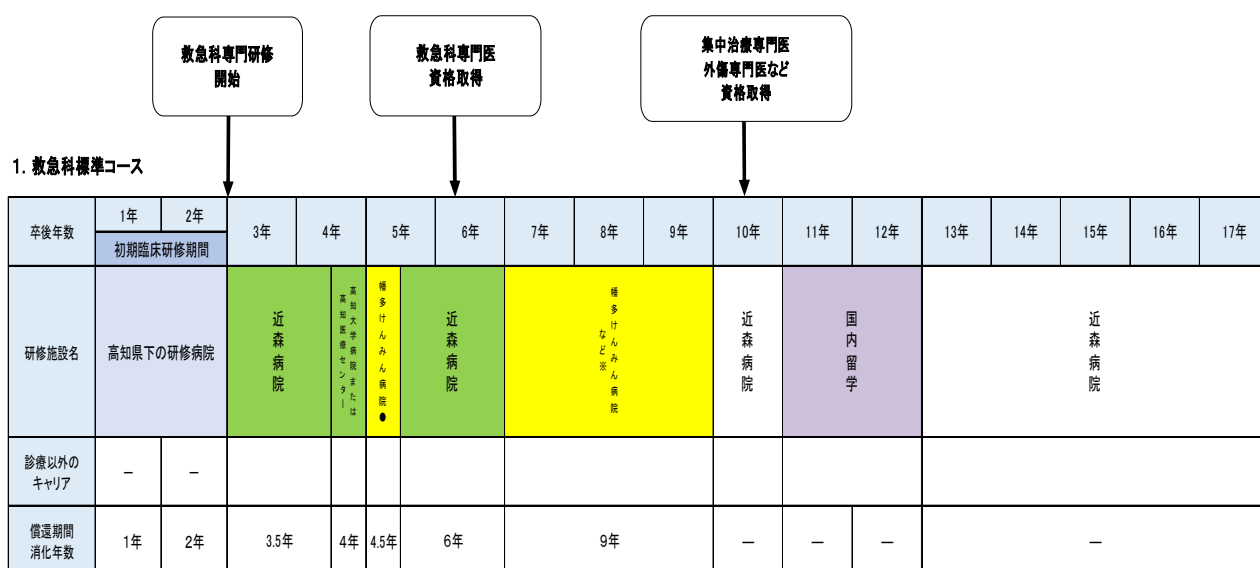 救急科専門研修
開始
救急科専門医
資格取得
集中治療専門医
外傷専門医など
資格取得
1. 救急科標準コース
卒後年数
1年
2年
初期臨床研修期間
3年
4年
5年
6年
7年
8年
9年
10年
11年
12年
13年
14年
15年
16年
17年
研修施設名
高知県下の研修病院
近森病院
高知大学病院または
高知医療センター
幡多けんみん病院●
近森病院
幡多けんみん病院
など※
近森病院
国内留学
近森病院
診療以外の
キャリア
－
－
償還期間
消化年数
1年
2年
3.5年
4年
4.5年
6年
9年
－
－
－
－